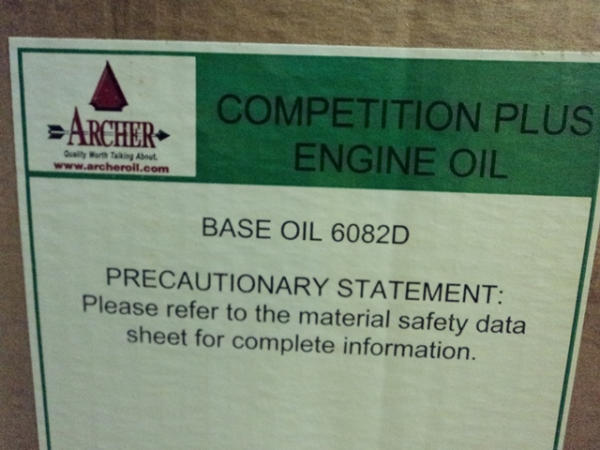 ARCHER
Quality Worth Talking About.
www.archeroil.com
COMPETITION PLUS
ENGINE OIL
BASE OIL 6082D
PRECAUTIONARY STATEMENT:
Please refer to the material safety data
sheet for complete information.